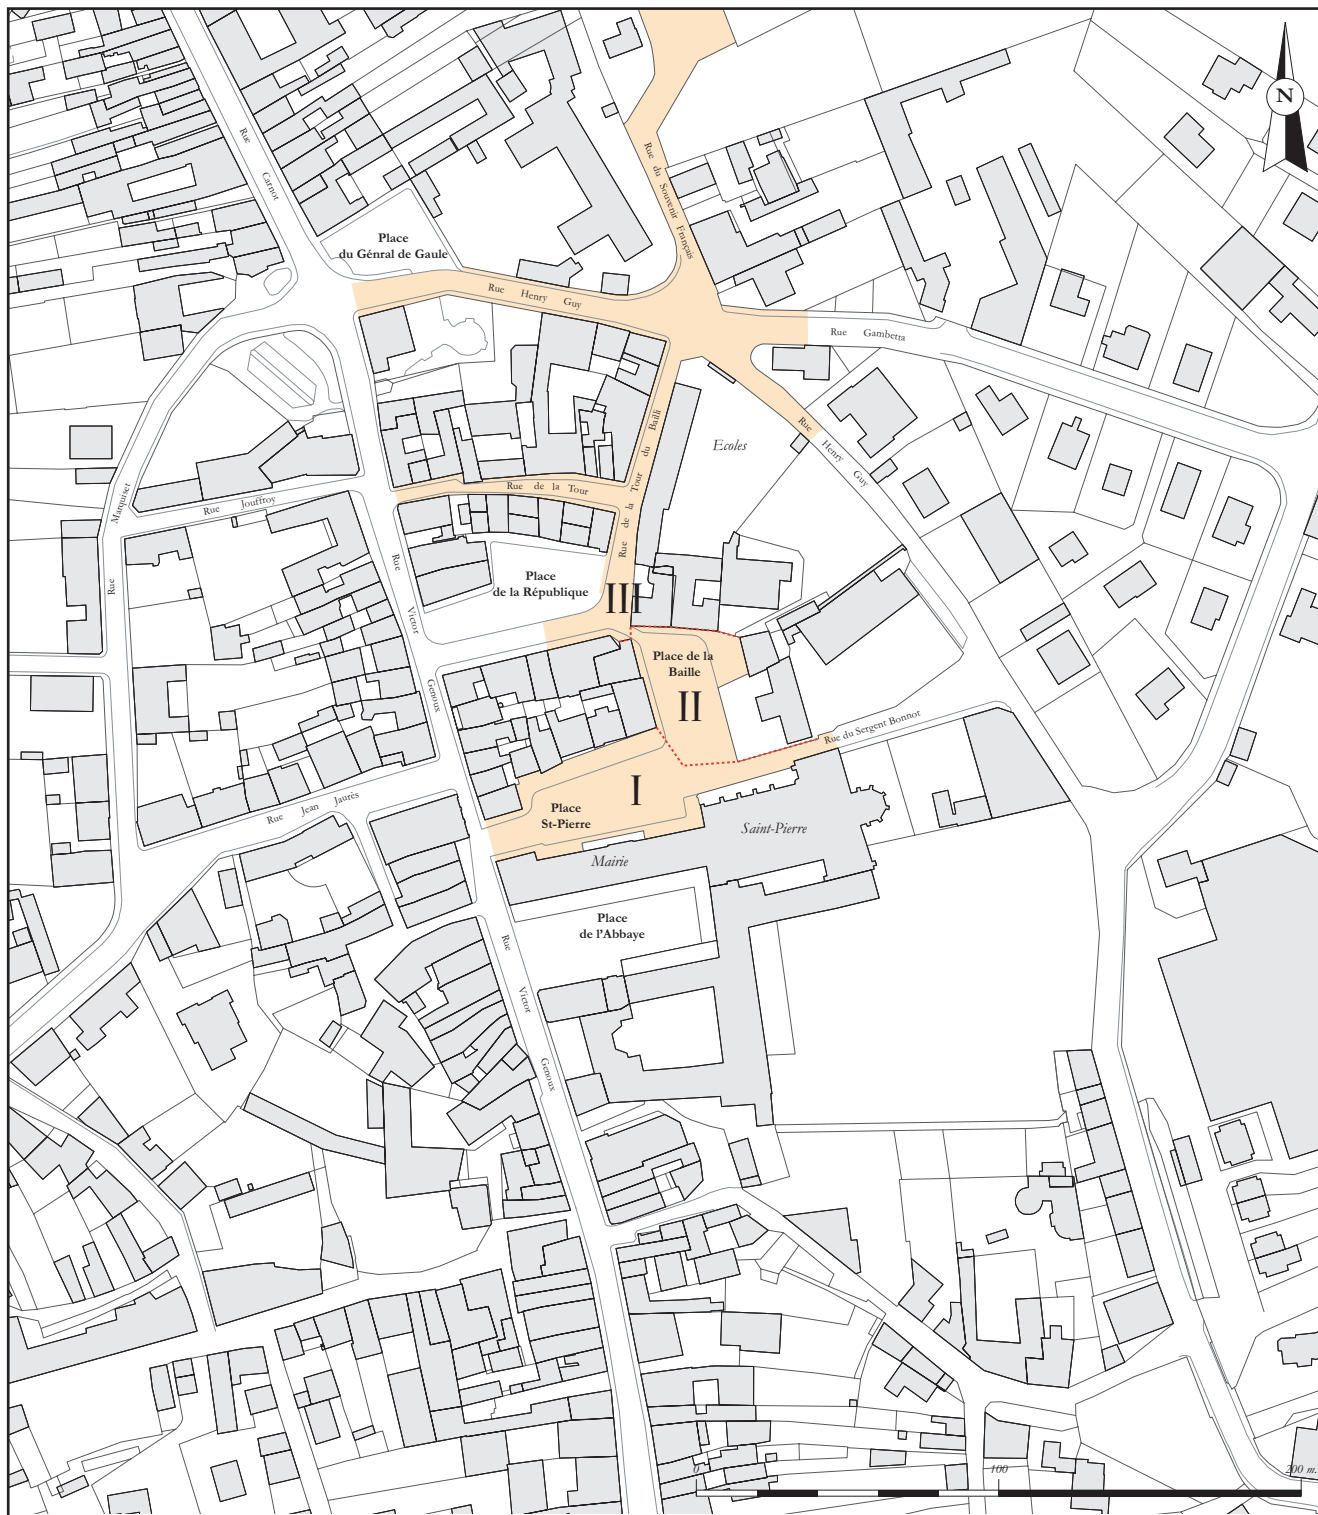 N
Rue
Carnot
Rue du Souvenir Français
Place
du Génral de Gaule
Rue Henry Guy
Rue Gambetta
Rue Henry Guy
Ecoles
Rue de la Tour du Bailli
Rue de la Tour
Marquiset
Rue
Rue Jouffroy
Rue
Victor
Genoux
Place
de la République
III
Place de la
Baille
II
Rue du Sergent Bonnot
I
Place
St-Pierre
Saint-Pierre
Mairie
Rue Jean Jaurès
Place
de l'Abbaye
Rue
Victor
Genoux
0
100
200 m.